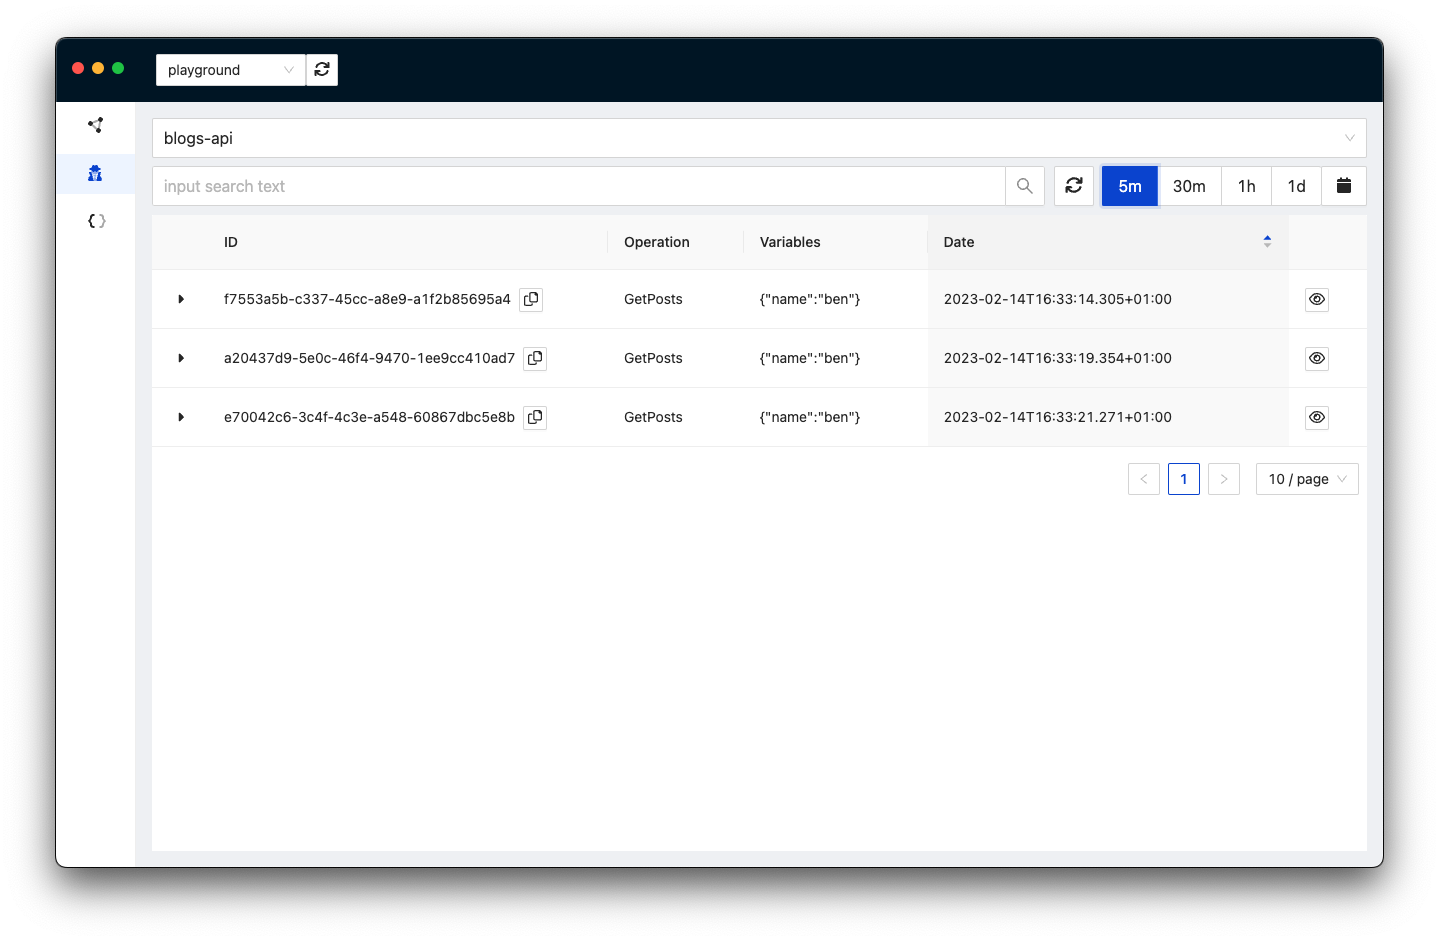 playground
blogs-api
input search text
5m 30m 1h 1d
ID Operation Variables Date
f7553a5b-c337-45cc-a8e9-a1f2b85695a4 GetPosts {"name":"ben"} 2023-02-14T16:33:14.305+01:00
a20437d9-5e0c-46f4-9470-1ee9cc410ad7 GetPosts {"name":"ben"} 2023-02-14T16:33:19.354+01:00
e70042c6-3c4f-4c3e-a548-60867dbc5e8b GetPosts {"name":"ben"} 2023-02-14T16:33:21.271+01:00
1 10 / page